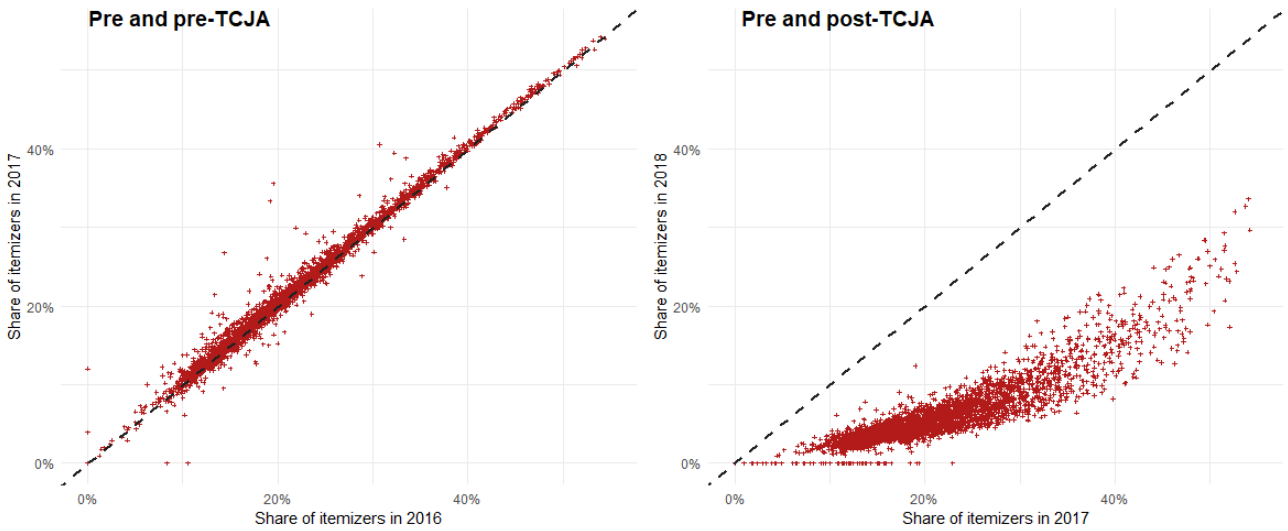 Pre and pre-TCJA
Share of itemizers in 2017
40%
20%
0%
0%
20%
40%
Share of itemizers in 2016
Pre and post-TCJA
Share of itemizers in 2018
40%
20%
0%
0%
20%
40%
Share of itemizers in 2017